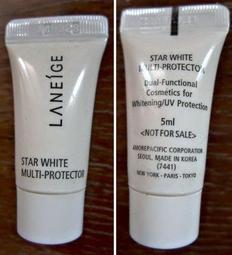 LANEIGE
STAR WHITE
MULTI-PROTECTOR
STAR WHITE
MULTI-PROTECTOR
Dual-Functional
Cosmetics for
Whitening/UV Protection
5ml
<NOT FOR SALE>
AMOREPACIFIC CORPORATION
SEOUL, MADE IN KOREA
(7441)
NEW YORK - PARIS - TOKYO